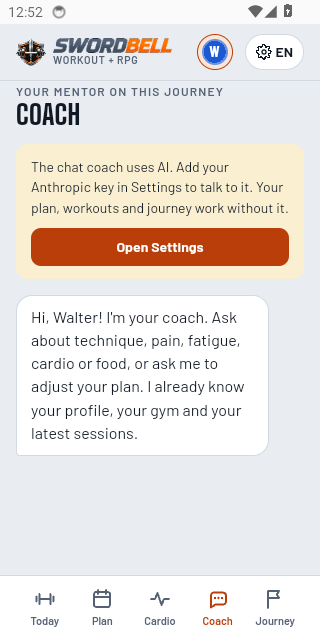 12:52
SWORDBELL
WORKOUT + RPG
W
EN
YOUR MENTOR ON THIS JOURNEY
COACH
The chat coach uses AI. Add your
Anthropic key in Settings to talk to it. Your
plan, workouts and journey work without it.
Open Settings
Hi, Walter! I'm your coach. Ask
about technique, pain, fatigue,
cardio or food, or ask me to
adjust your plan. I already know
your profile, your gym and your
latest sessions.
Today
Plan
Cardio
Coach
Journey